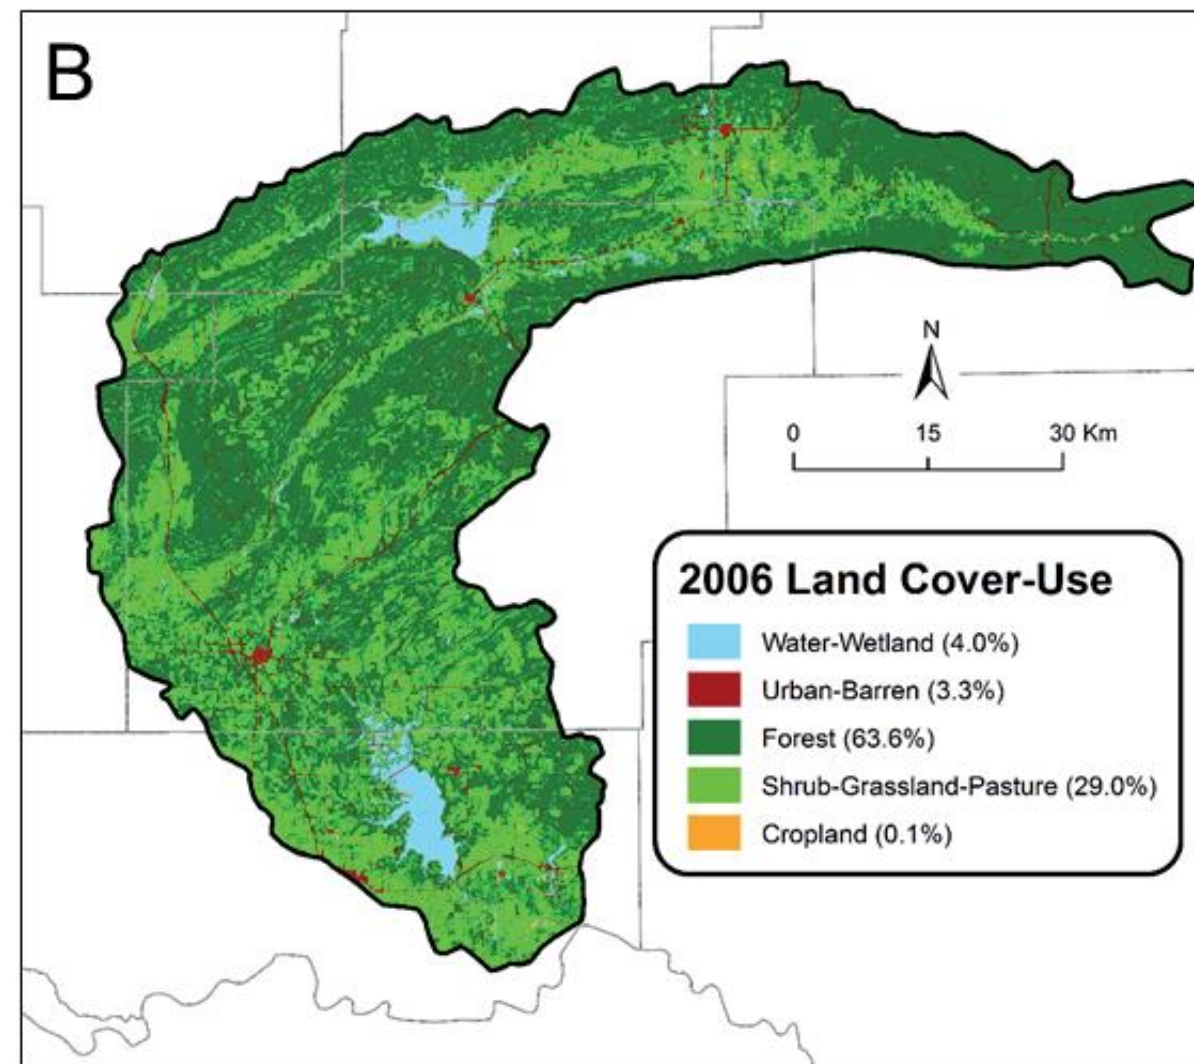 B
N
0 15 30 Km
2006 Land Cover-Use
Water-Wetland (4.0%)
Urban-Barren (3.3%)
Forest (63.6%)
Shrub-Grassland-Pasture (29.0%)
Cropland (0.1%)